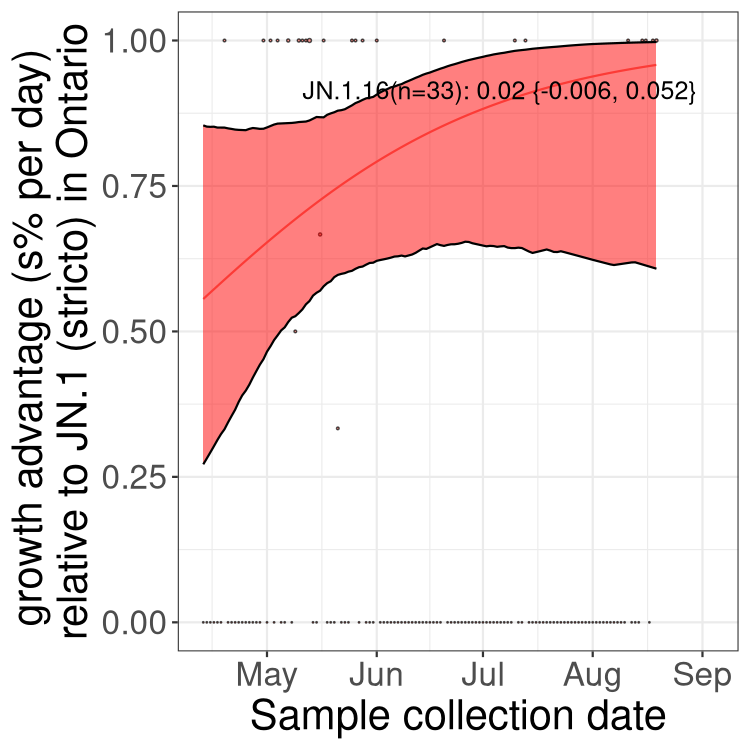 growth advantage (s% per day)
relative to JN.1 (stricto) in Ontario
1.00
0.75
0.50
0.25
0.00
JN.1.16(n=33): 0.02 {-0.006, 0.052}
May Jun Jul Aug Sep
Sample collection date